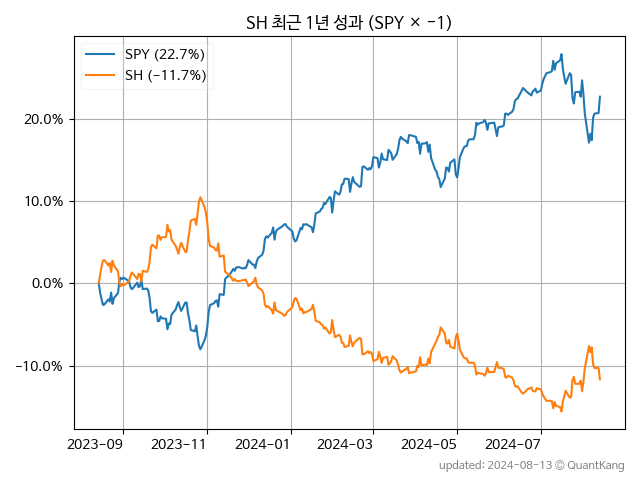 SH 최근 1년 성과 (SPY × −1)
SPY (22.7%)
SH (−11.7%)
20.0%
10.0%
0.0%
−10.0%
2023-09 2023-11 2024-01 2024-03 2024-05 2024-07
updated: 2024-08-13 ⓒ QuantKang